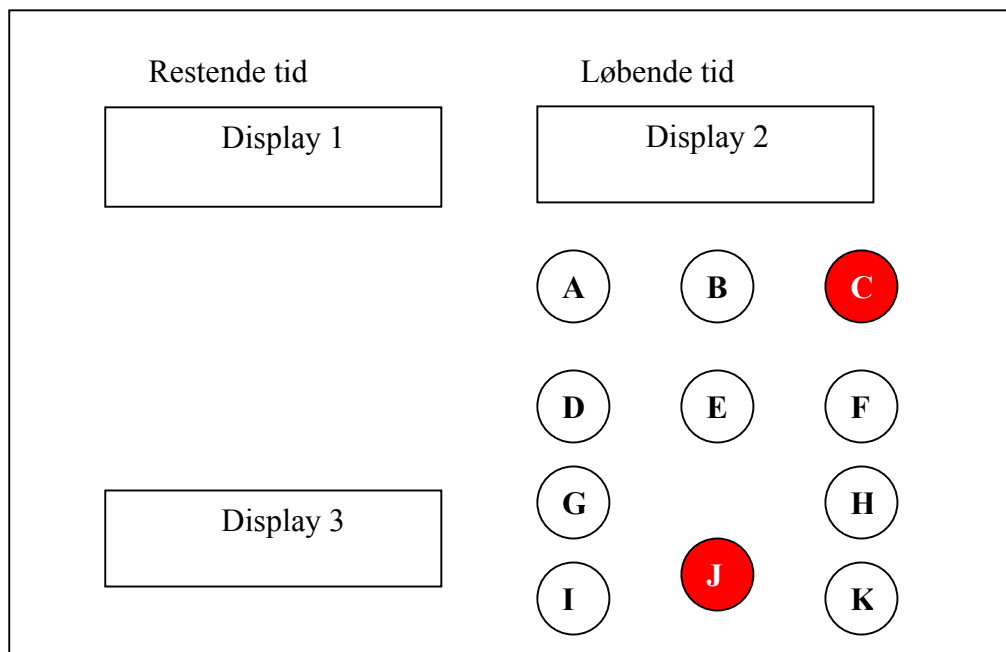 Restende tid Løbende tid
Display 1 Display 2
A B C
D E F
G H
Display 3
J
I K